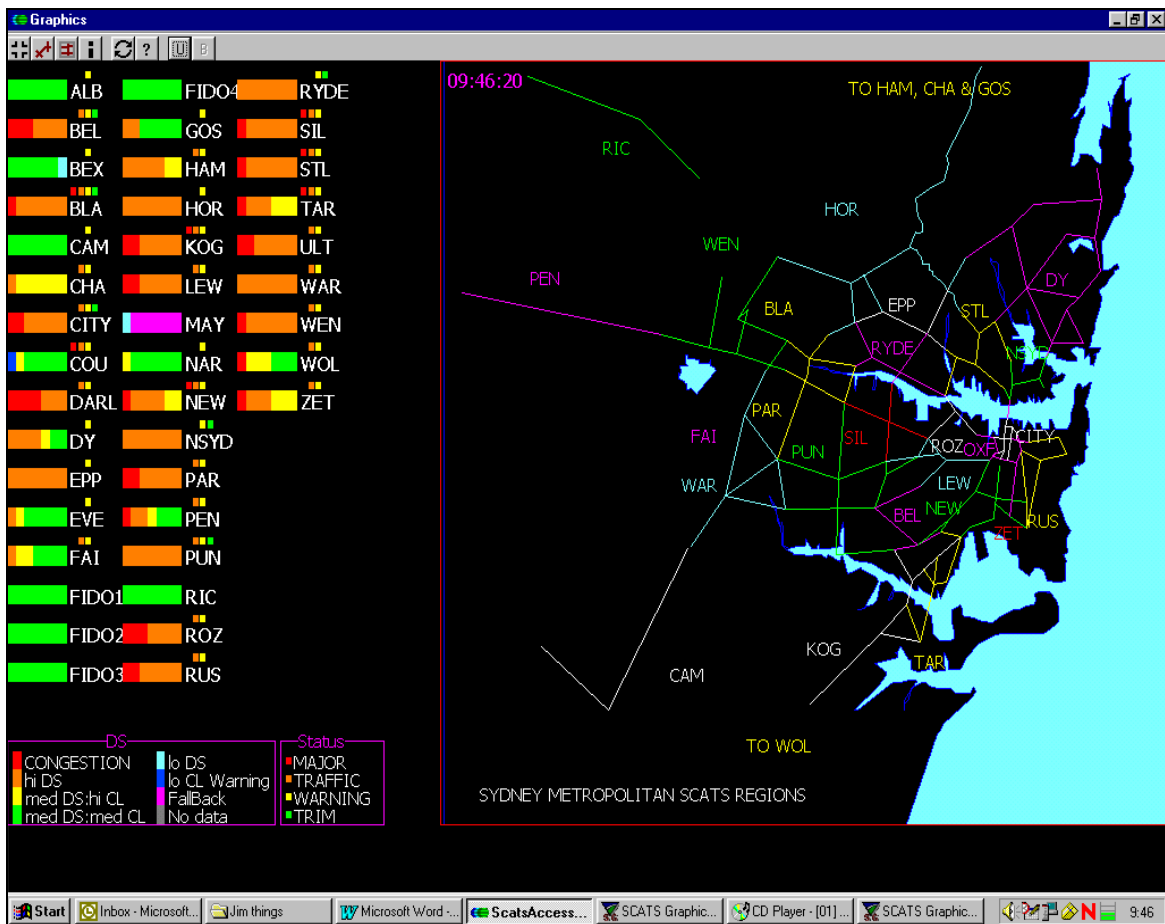 Graphics
ALB FIDO4 RYDE
BEL GOS SIL
BEX HAM STL
BLA HOR TAR
CAM KOG ULT
CHA LEW WAR
CITY MAY WEN
COU NAR WOL
DARL NEW ZET
DY NSYD
EPP PAR
EVE PEN
FAI PUN
FIDO1 RIC
FIDO2 ROZ
FIDO3 RUS
DS
CONGESTION lo DS
hi DS lo CL Warning
med DS:hi CL FallBack
med DS:med CL No data
Status
MAJOR
TRAFFIC
WARNING
TRIM
09:46:20
TO HAM, CHA & GOS
RIC
HOR
WEN
PEN
DY
BLA
EPP
STL
RYDE
NSYD
PAR
FAI
SIL
CITY
ROZ
OXF
PUN
WAR
LEW
BEL
NEW
RUS
ZET
KOG
TAR
CAM
TO WOL
SYDNEY METROPOLITAN SCATS REGIONS
Start Inbox - Microsoft... Jim things Microsoft Word -... ScatsAccess... SCATS Graphic... CD Player - [01] ... SCATS Graphic... 9:46